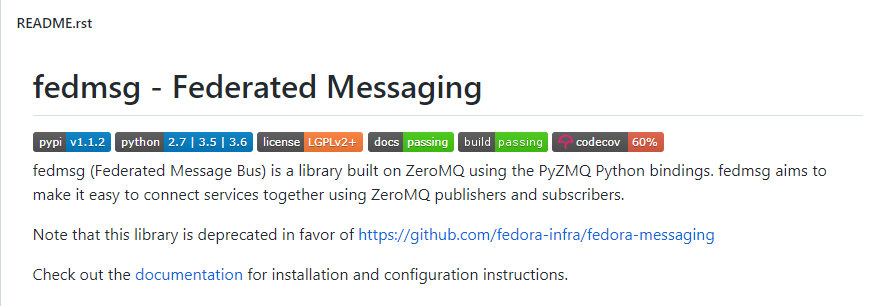 README.rst
fedmsg - Federated Messaging
pypi v1.1.2 python 2.7 | 3.5 | 3.6 license LGPLv2+ docs passing build passing codecov 60%
fedmsg (Federated Message Bus) is a library built on ZeroMQ using the PyZMQ Python bindings. fedmsg aims to
make it easy to connect services together using ZeroMQ publishers and subscribers.
Note that this library is deprecated in favor of https://github.com/fedora-infra/fedora-messaging
Check out the documentation for installation and configuration instructions.